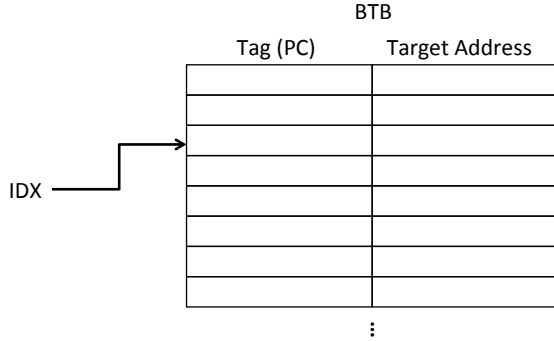 BTB
Tag (PC) Target Address
IDX
⋮